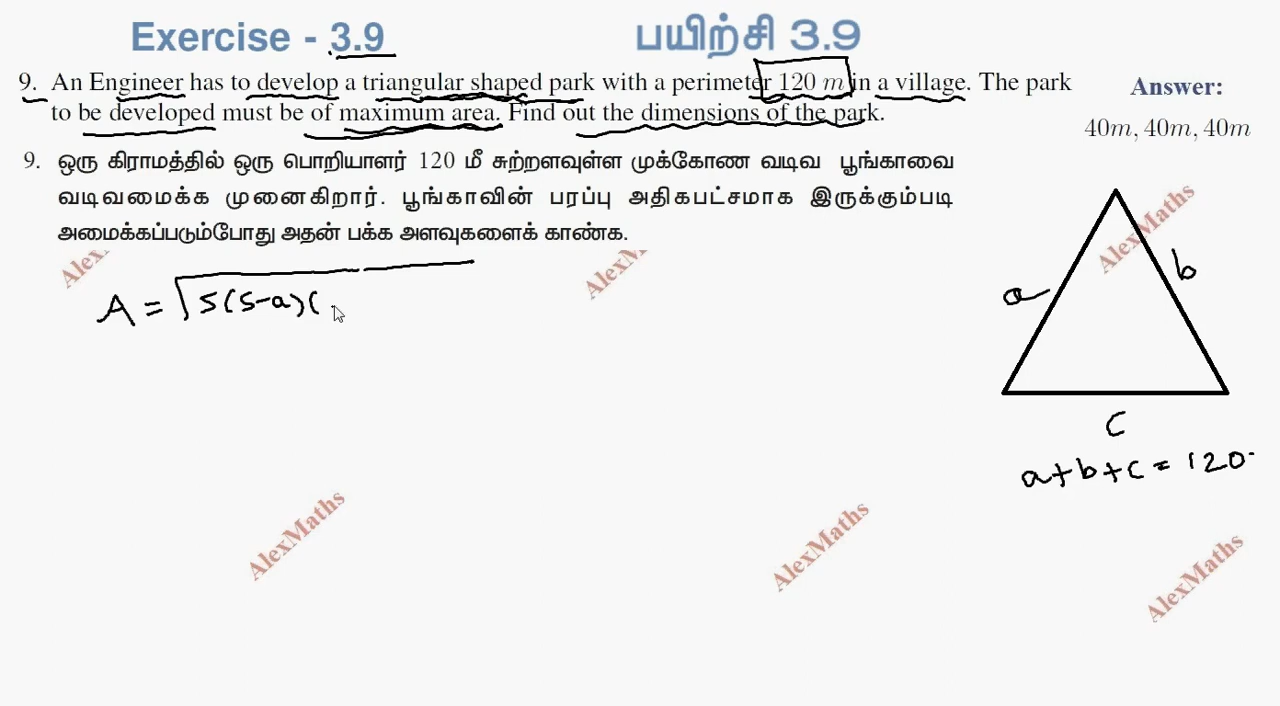 Exercise - 3.9
பயிற்சி 3.9
9. An Engineer has to develop a triangular shaped park with a perimeter 120 m in a village. The park
to be developed must be of maximum area. Find out the dimensions of the park.
Answer:
40m, 40m, 40m
9. ஒரு கிராமத்தில் ஒரு பொறியாளர் 120 மீ சுற்றளவுள்ள முக்கோண வடிவ பூங்காவை
வடிவமைக்க முனைகிறார். பூங்காவின் பரப்பு அதிகபட்சமாக இருக்கும்படி
அமைக்கப்படும்போது அதன் பக்க அளவுகளைக் காண்க.
AlexMaths
Alex
AlexM
A = √s(s-a)(
a
b
c
a+b+c = 120
AlexMaths
AlexMaths
AlexMaths